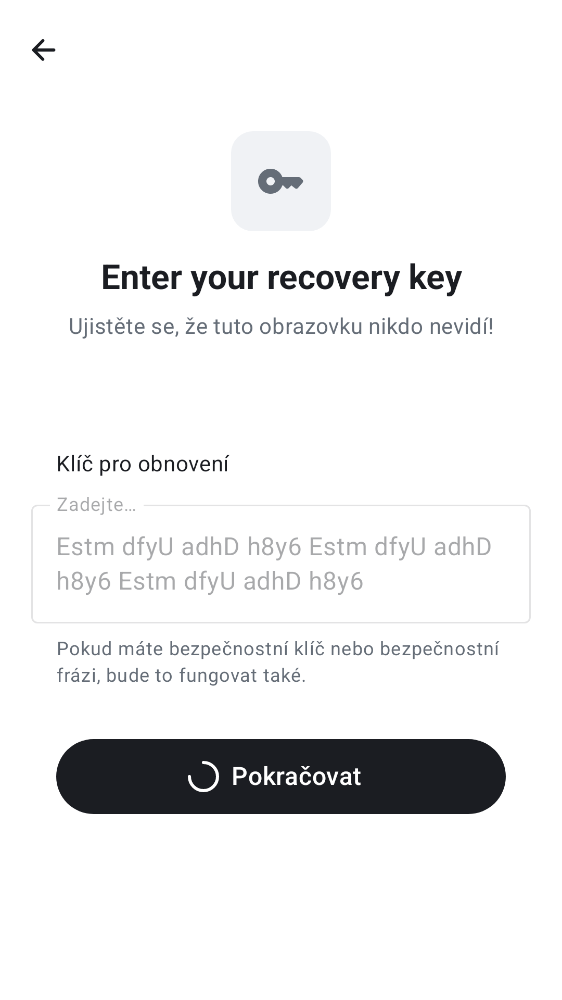 Enter your recovery key
Ujistěte se, že tuto obrazovku nikdo nevidí!
Klíč pro obnovení
Zadejte…
Estm dfyU adhD h8y6 Estm dfyU adhD
h8y6 Estm dfyU adhD h8y6
Pokud máte bezpečnostní klíč nebo bezpečnostní
frázi, bude to fungovat také.
Pokračovat